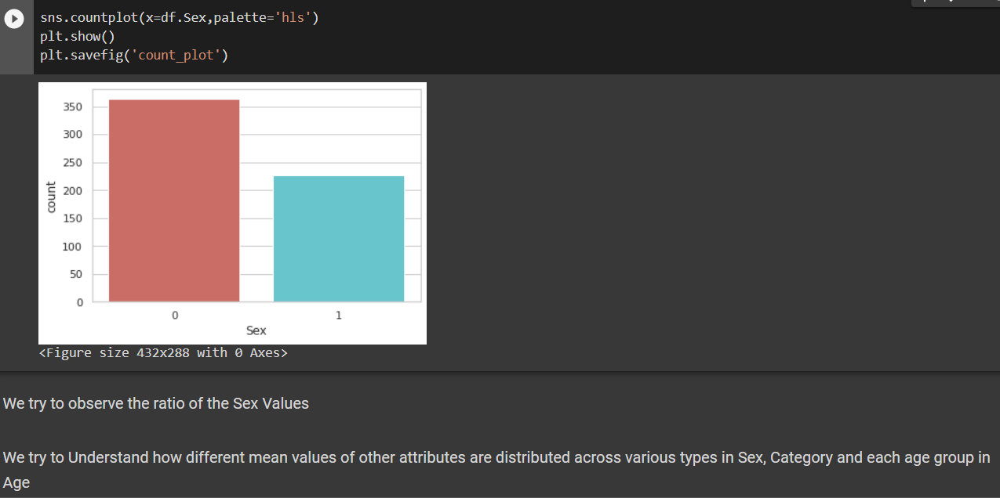 sns.countplot(x=df.Sex,palette='hls')
plt.show()
plt.savefig('count_plot')
350
300
250
200
150
100
50
0
count
0 1
Sex
<Figure size 432x288 with 0 Axes>
We try to observe the ratio of the Sex Values
We try to Understand how different mean values of other attributes are distributed across various types in Sex, Category and each age group in
Age